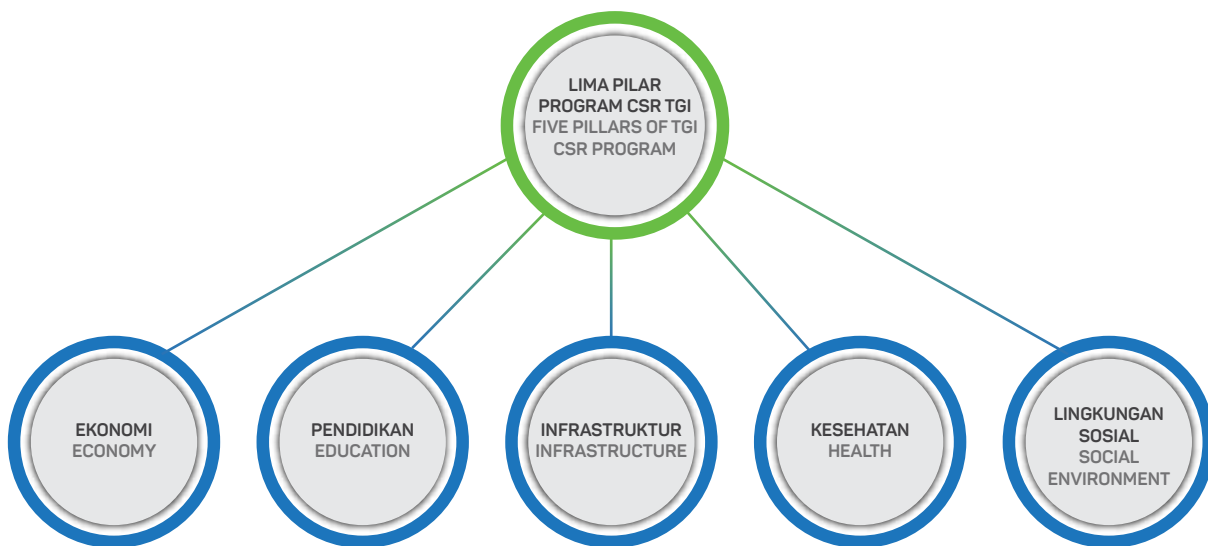 LIMA PILAR
PROGRAM CSR TGI
FIVE PILLARS OF TGI
CSR PROGRAM
EKONOMI
ECONOMY
PENDIDIKAN
EDUCATION
INFRASTRUKTUR
INFRASTRUCTURE
KESEHATAN
HEALTH
LINGKUNGAN
SOSIAL
SOCIAL
ENVIRONMENT